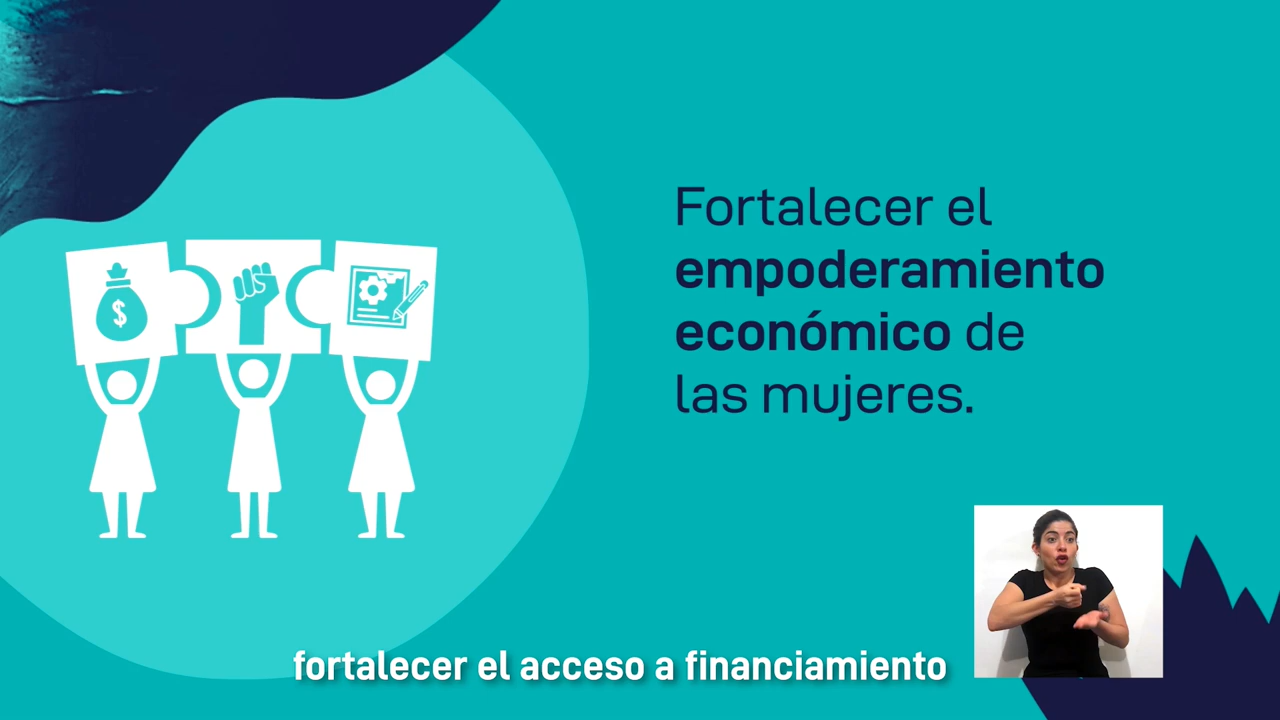 $
Fortalecer el
empoderamiento
económico de
las mujeres.
fortalecer el acceso a financiamiento